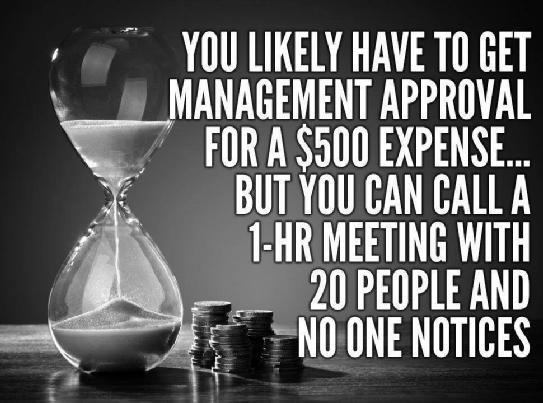 YOU LIKELY HAVE TO GET
MANAGEMENT APPROVAL
FOR A $500 EXPENSE...
BUT YOU CAN CALL A
1-HR MEETING WITH
20 PEOPLE AND
NO ONE NOTICES